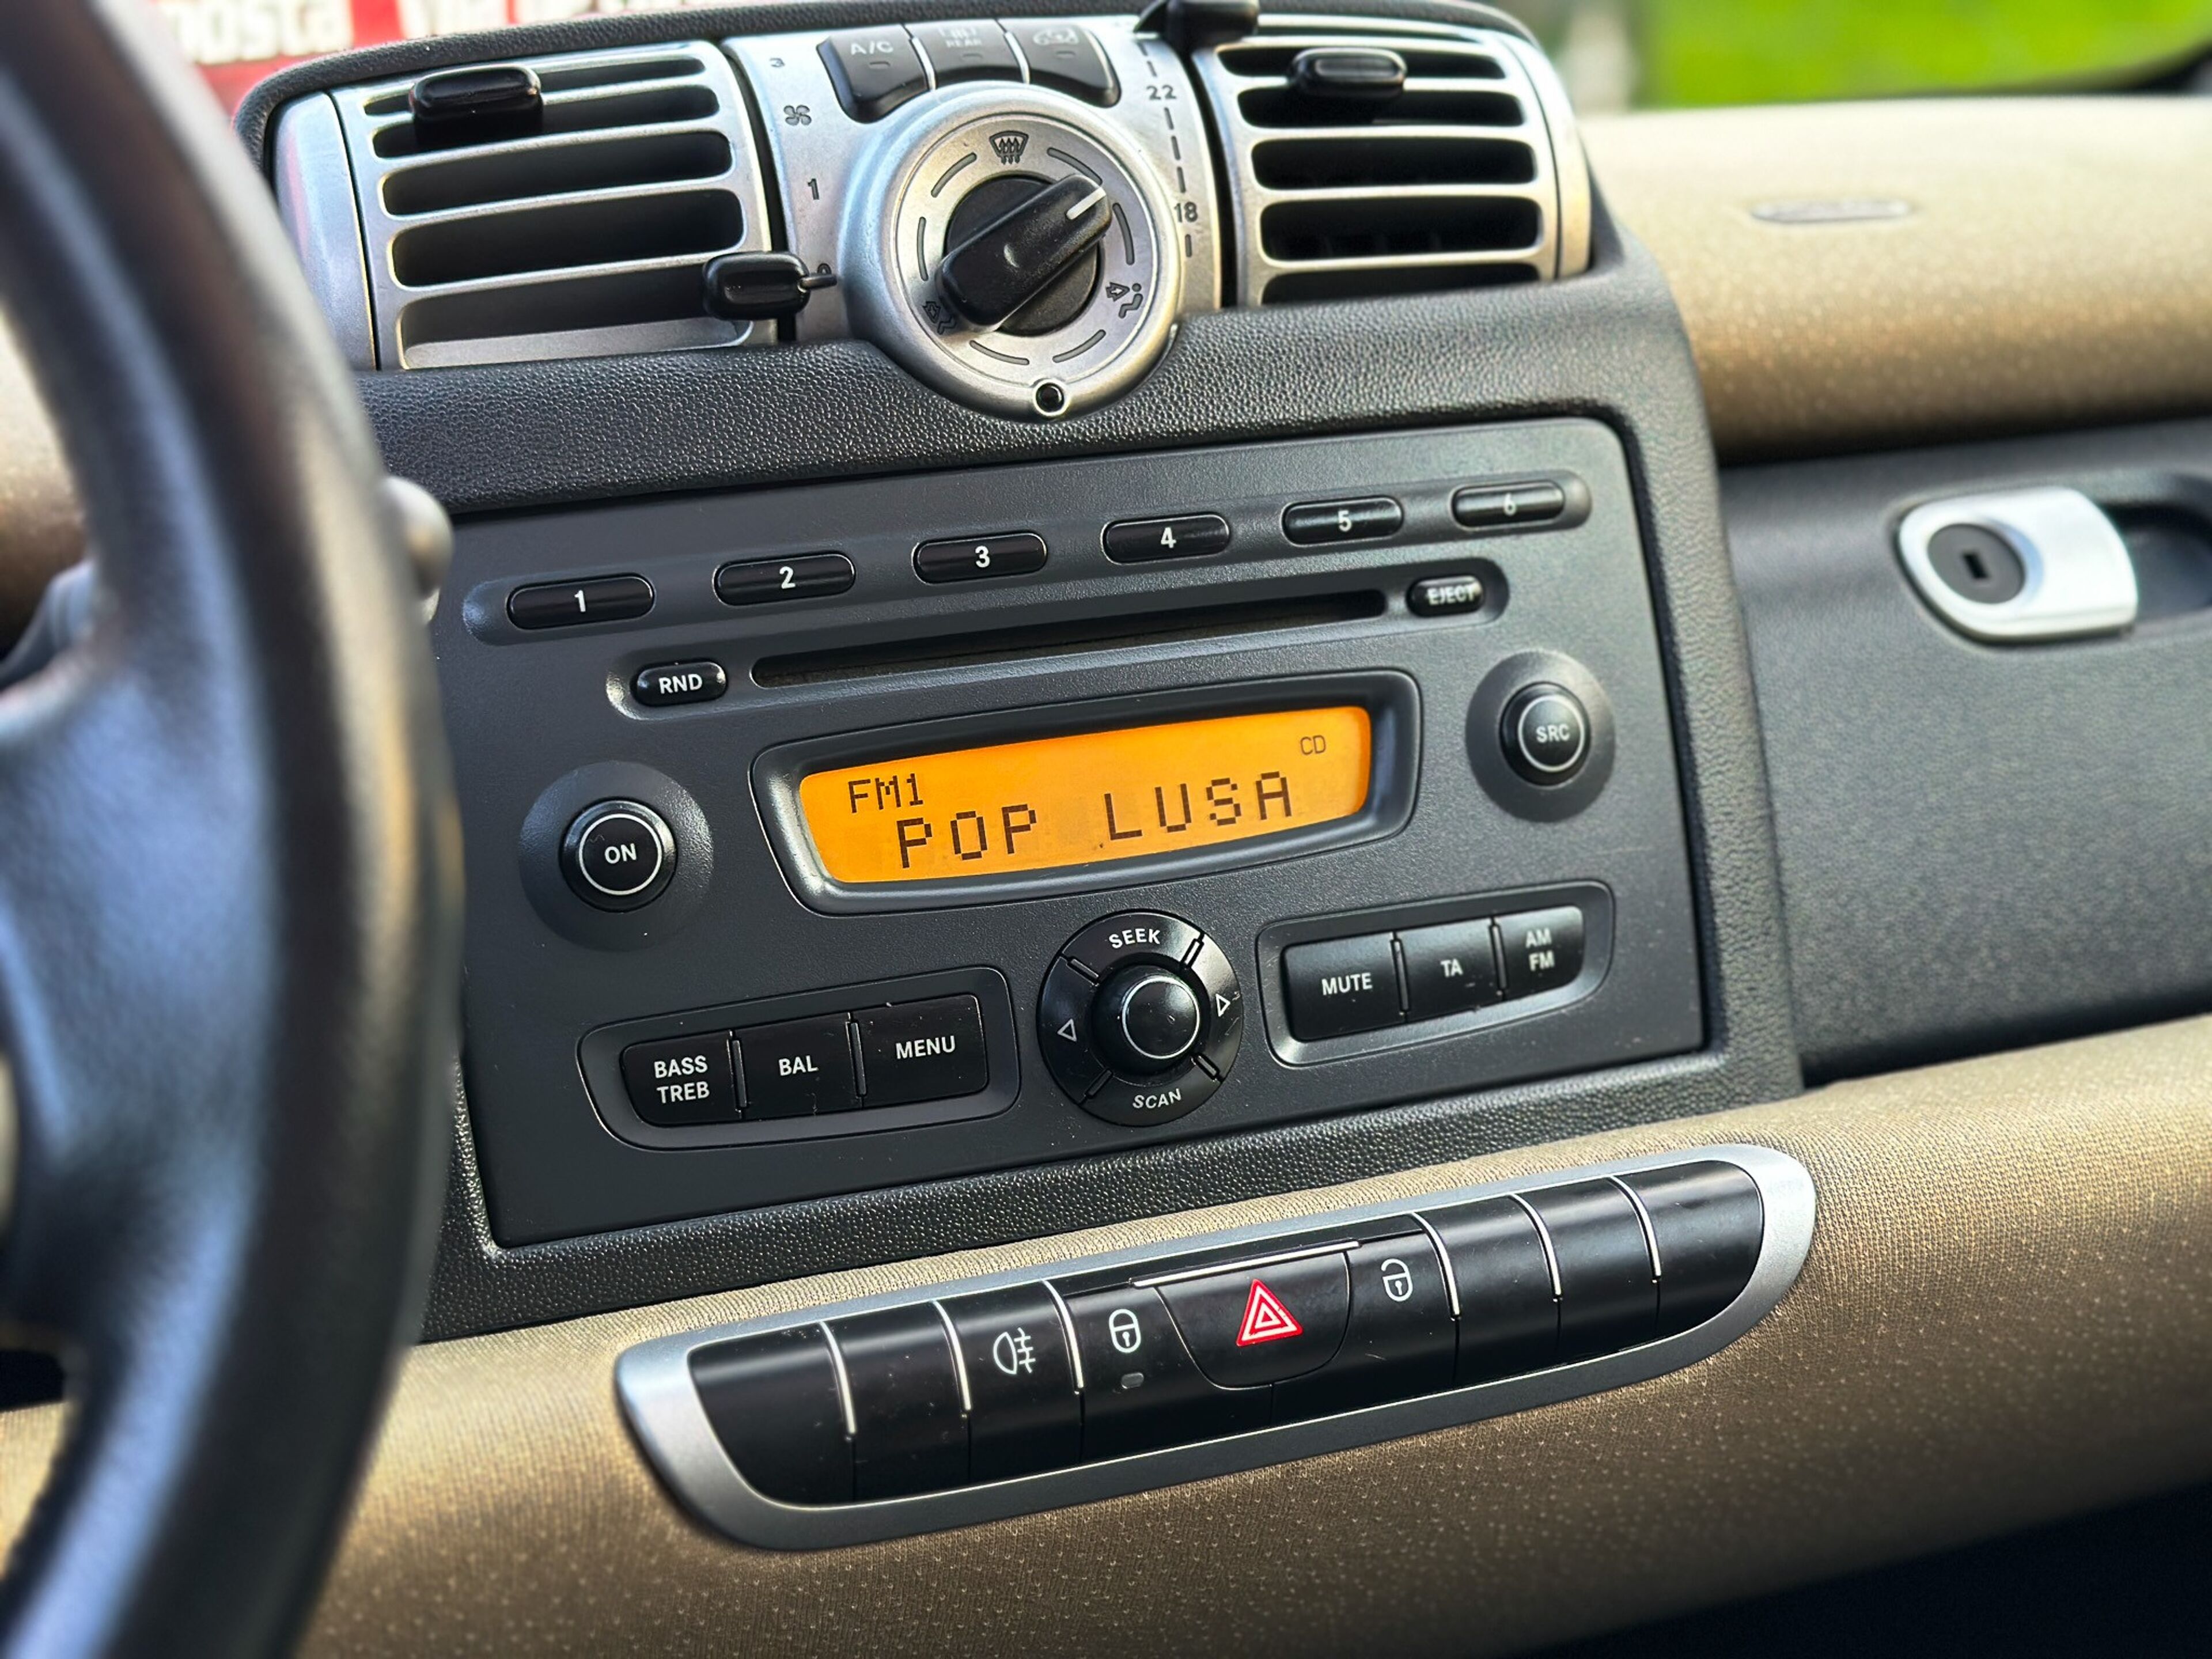 A/C
REAR
3
22
1
18
0
1
2
3
4
5
6
EJECT
RND
SRC
CD
FM1
POP LUSA
ON
SEEK
MUTE
TA
AM
FM
BASS
TREB
BAL
MENU
SCAN